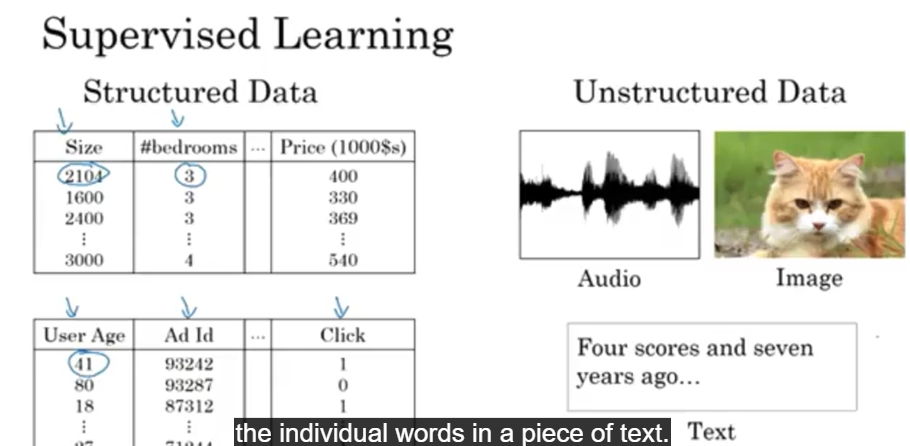 Supervised Learning
Structured Data
Size #bedrooms ... Price (1000$s)
2104 3 400
1600 3 330
2400 3 369
⋮ ⋮ ⋮
3000 4 540
User Age Ad Id ... Click
41 93242 1
80 93287 0
18 87312 1
⋮ ⋮ ⋮
Unstructured Data
Audio
Image
Four scores and seven
years ago...
Text
the individual words in a piece of text.